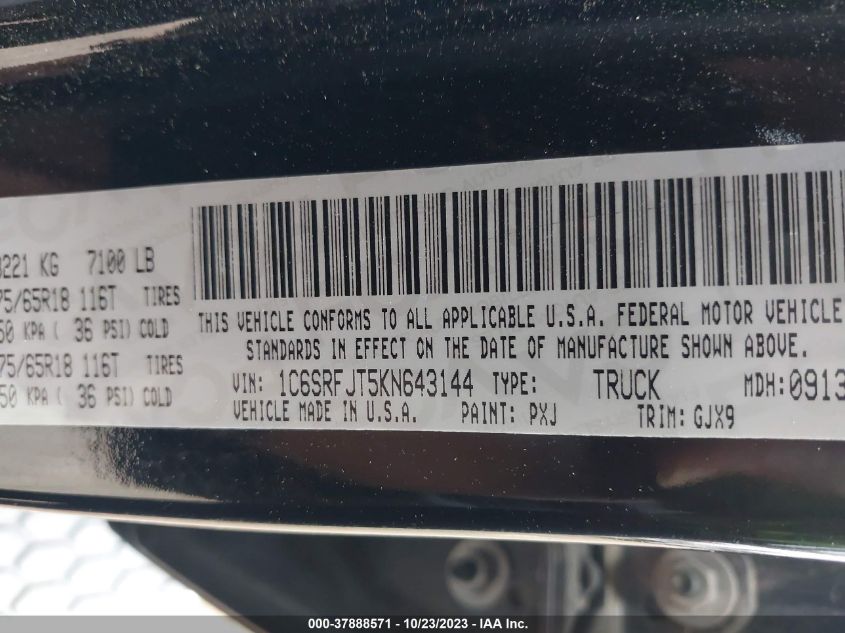 3221 KG 7100 LB
75/65R18 116T TIRES
50 KPA ( 36 PSI) COLD
75/65R18 116T TIRES
50 KPA ( 36 PSI) COLD
THIS VEHICLE CONFORMS TO ALL APPLICABLE U.S.A. FEDERAL MOTOR VEHICLE
STANDARDS IN EFFECT ON THE DATE OF MANUFACTURE SHOWN ABOVE.
VIN: 1C6SRFJT5KN643144 TYPE: TRUCK MDH:0913
VEHICLE MADE IN U.S.A. PAINT: PXJ TRIM: GJX9
000-37888571 / 10/23/2023 - IAA Inc.